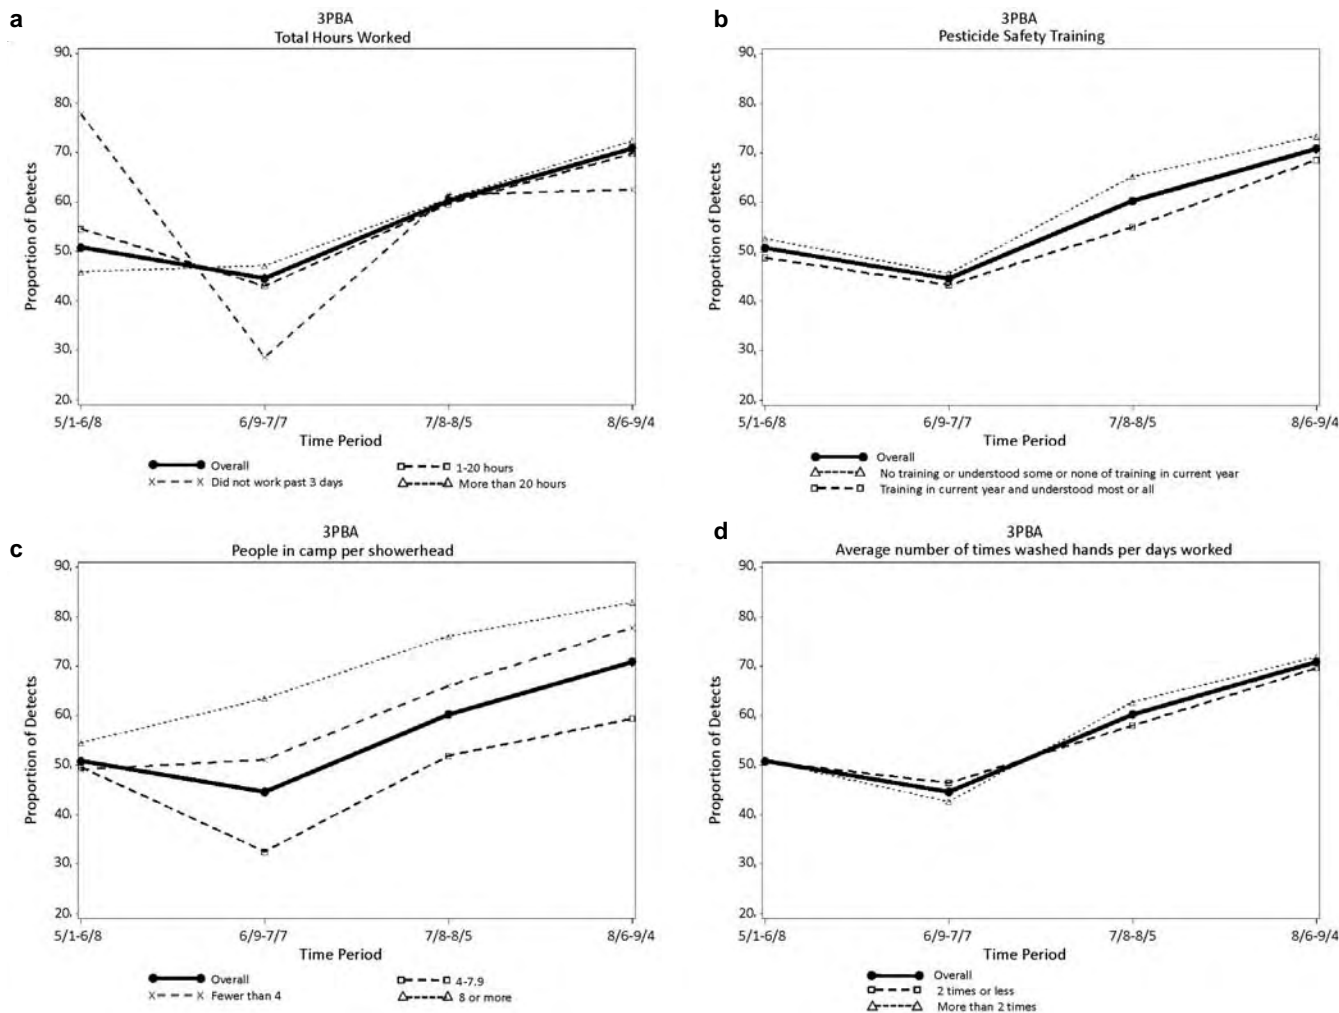 a
3PBA
Total Hours Worked
90,
80,
70,
60,
50,
40,
30,
20,
Proportion of Detects
5/1-6/8
6/9-7/7
7/8-8/5
8/6-9/4
Time Period
Overall
1-20 hours
Did not work past 3 days
More than 20 hours
b
3PBA
Pesticide Safety Training
90,
80,
70,
60,
50,
40,
30,
20,
Proportion of Detects
5/1-6/8
6/9-7/7
7/8-8/5
8/6-9/4
Time Period
Overall
No training or understood some or none of training in current year
Training in current year and understood most or all
c
3PBA
People in camp per showerhead
90,
80,
70,
60,
50,
40,
30,
20,
Proportion of Detects
5/1-6/8
6/9-7/7
7/8-8/5
8/6-9/4
Time Period
Overall
4-7.9
Fewer than 4
8 or more
d
3PBA
Average number of times washed hands per days worked
90,
80,
70,
60,
50,
40,
30,
20,
Proportion of Detects
5/1-6/8
6/9-7/7
7/8-8/5
8/6-9/4
Time Period
Overall
2 times or less
More than 2 times